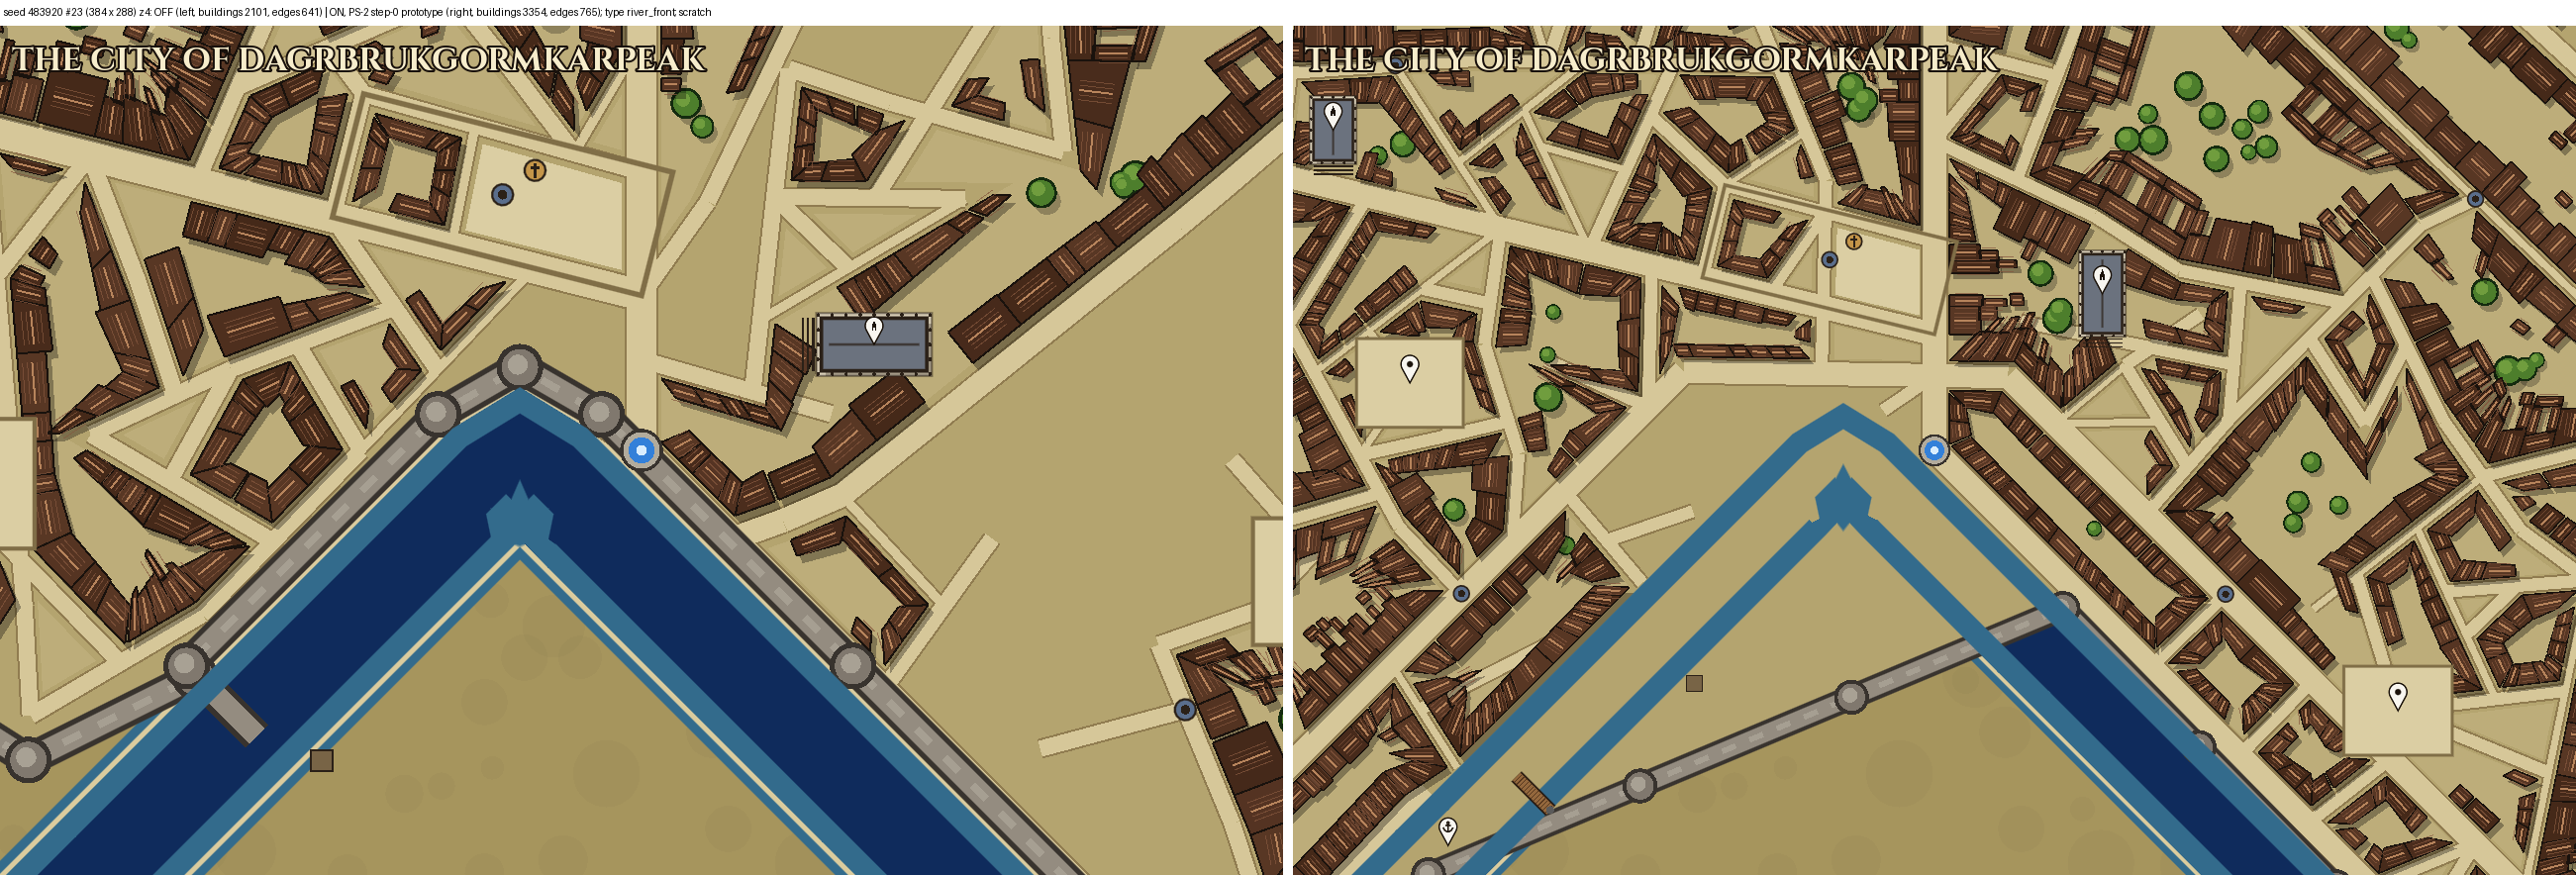 seed 483920 #23 (384 x 288) z4: OFF (left, buildings 2101, edges 641) | ON, PS-2 step-0 prototype (right, buildings 3354, edges 765); type river_front; scratch
THE CITY OF DAGRBRUKGORMKARPEAK
THE CITY OF DAGRBRUKGORMKARPEAK